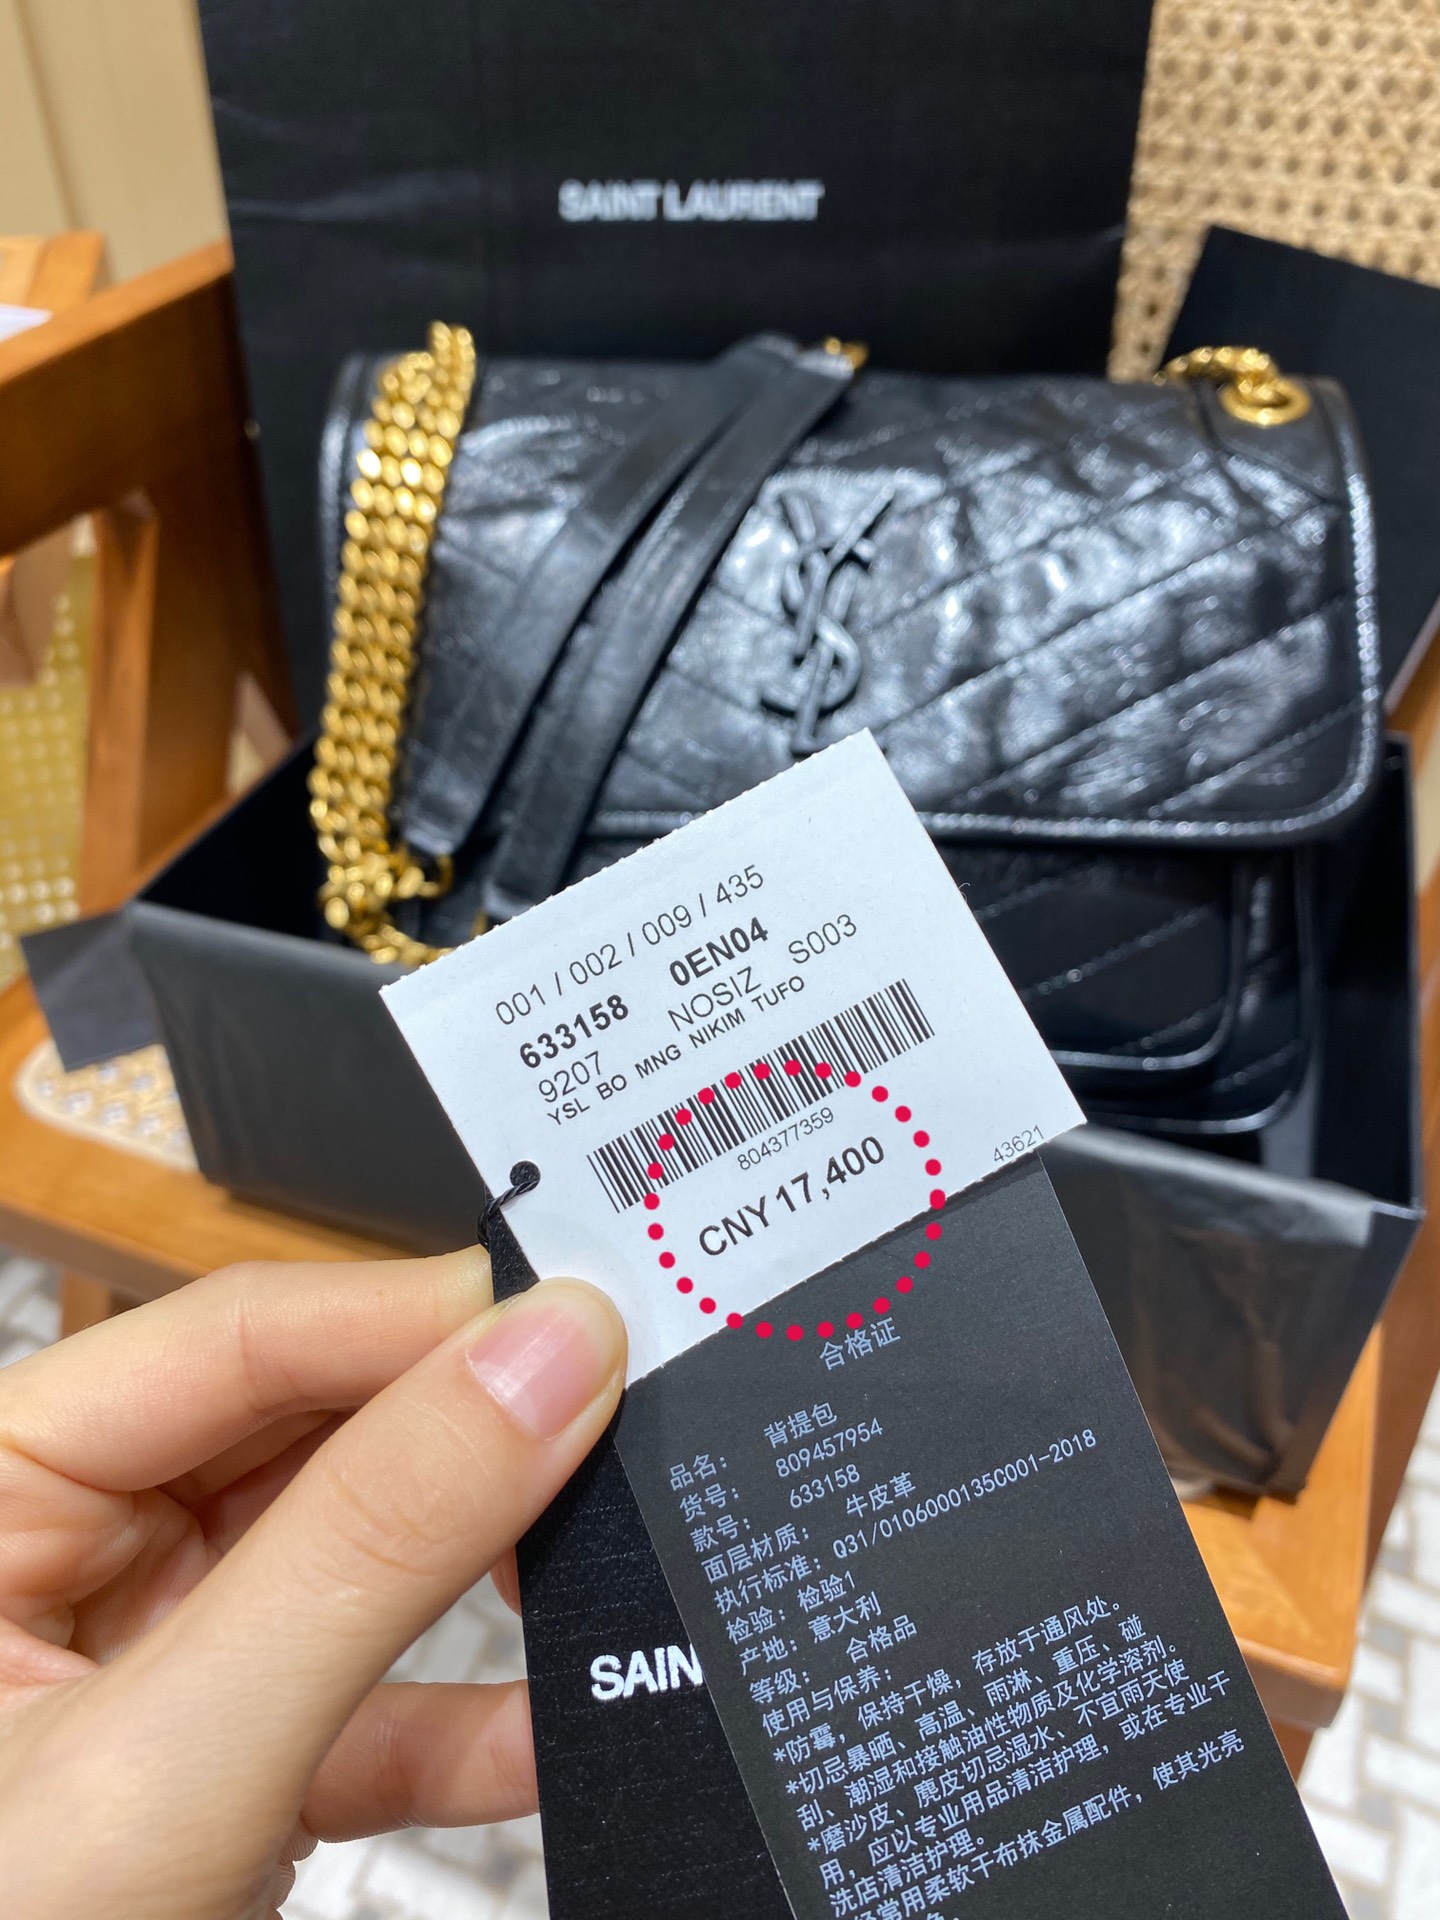 SAINT LAURENT
YSL
001 / 002 / 009 / 435
633158 0EN04
9207 NOSIZ S003
YSL BO MNG NIKIM TUFO
804377359
43621
CNY 17,400
合格证
品名: 背提包
货号: 809457954
款号: 633158
面层材质: 牛皮革
执行标准: Q31/0106000135C001-2018
检验: 检验1
产地: 意大利
等级: 合格品
使用与保养:
*防霉，保持干燥，存放于通风处。
*切忌暴晒、高温、雨淋、重压、碰
刮、潮湿和接触油性物质及化学溶剂。
*磨沙皮、麂皮切忌湿水、不宜雨天使
用，应以专业用品清洁护理，或在专业干
洗店清洁护理。
经常用柔软干布抹金属配件，使其光亮
SAIN